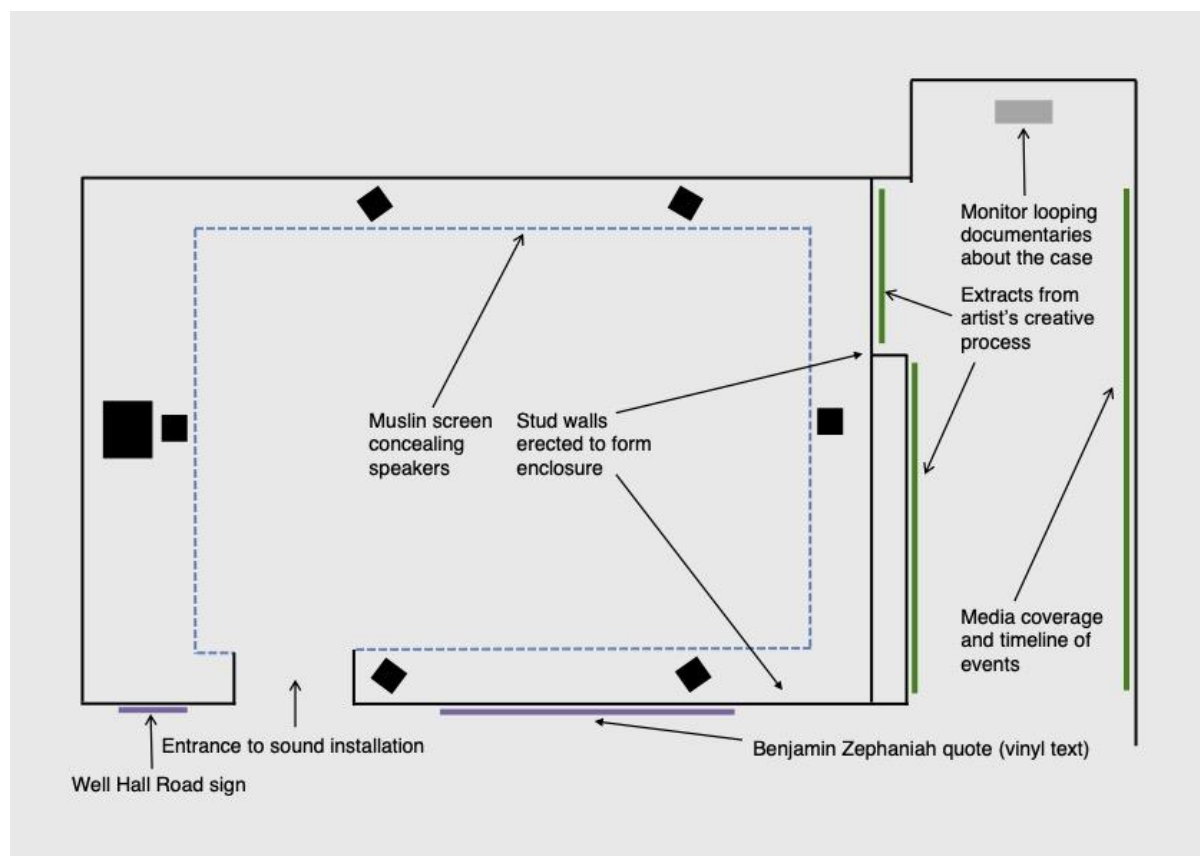 Monitor looping
documentaries
about the case
Extracts from
artist's creative
process
Muslin screen
concealing
speakers
Stud walls
erected to form
enclosure
Media coverage
and timeline of
events
Entrance to sound installation
Benjamin Zephaniah quote (vinyl text)
Well Hall Road sign